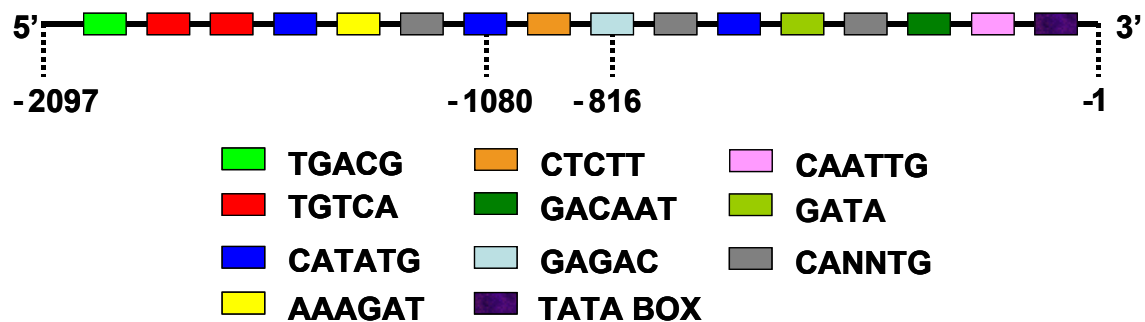 5’ 3’
-2097 -1080 -816 -1
TGACG CTCTT CAATTG
TGTCA GACAAT GATA
CATATG GAGAC CANNTG
AAAGAT TATA BOX